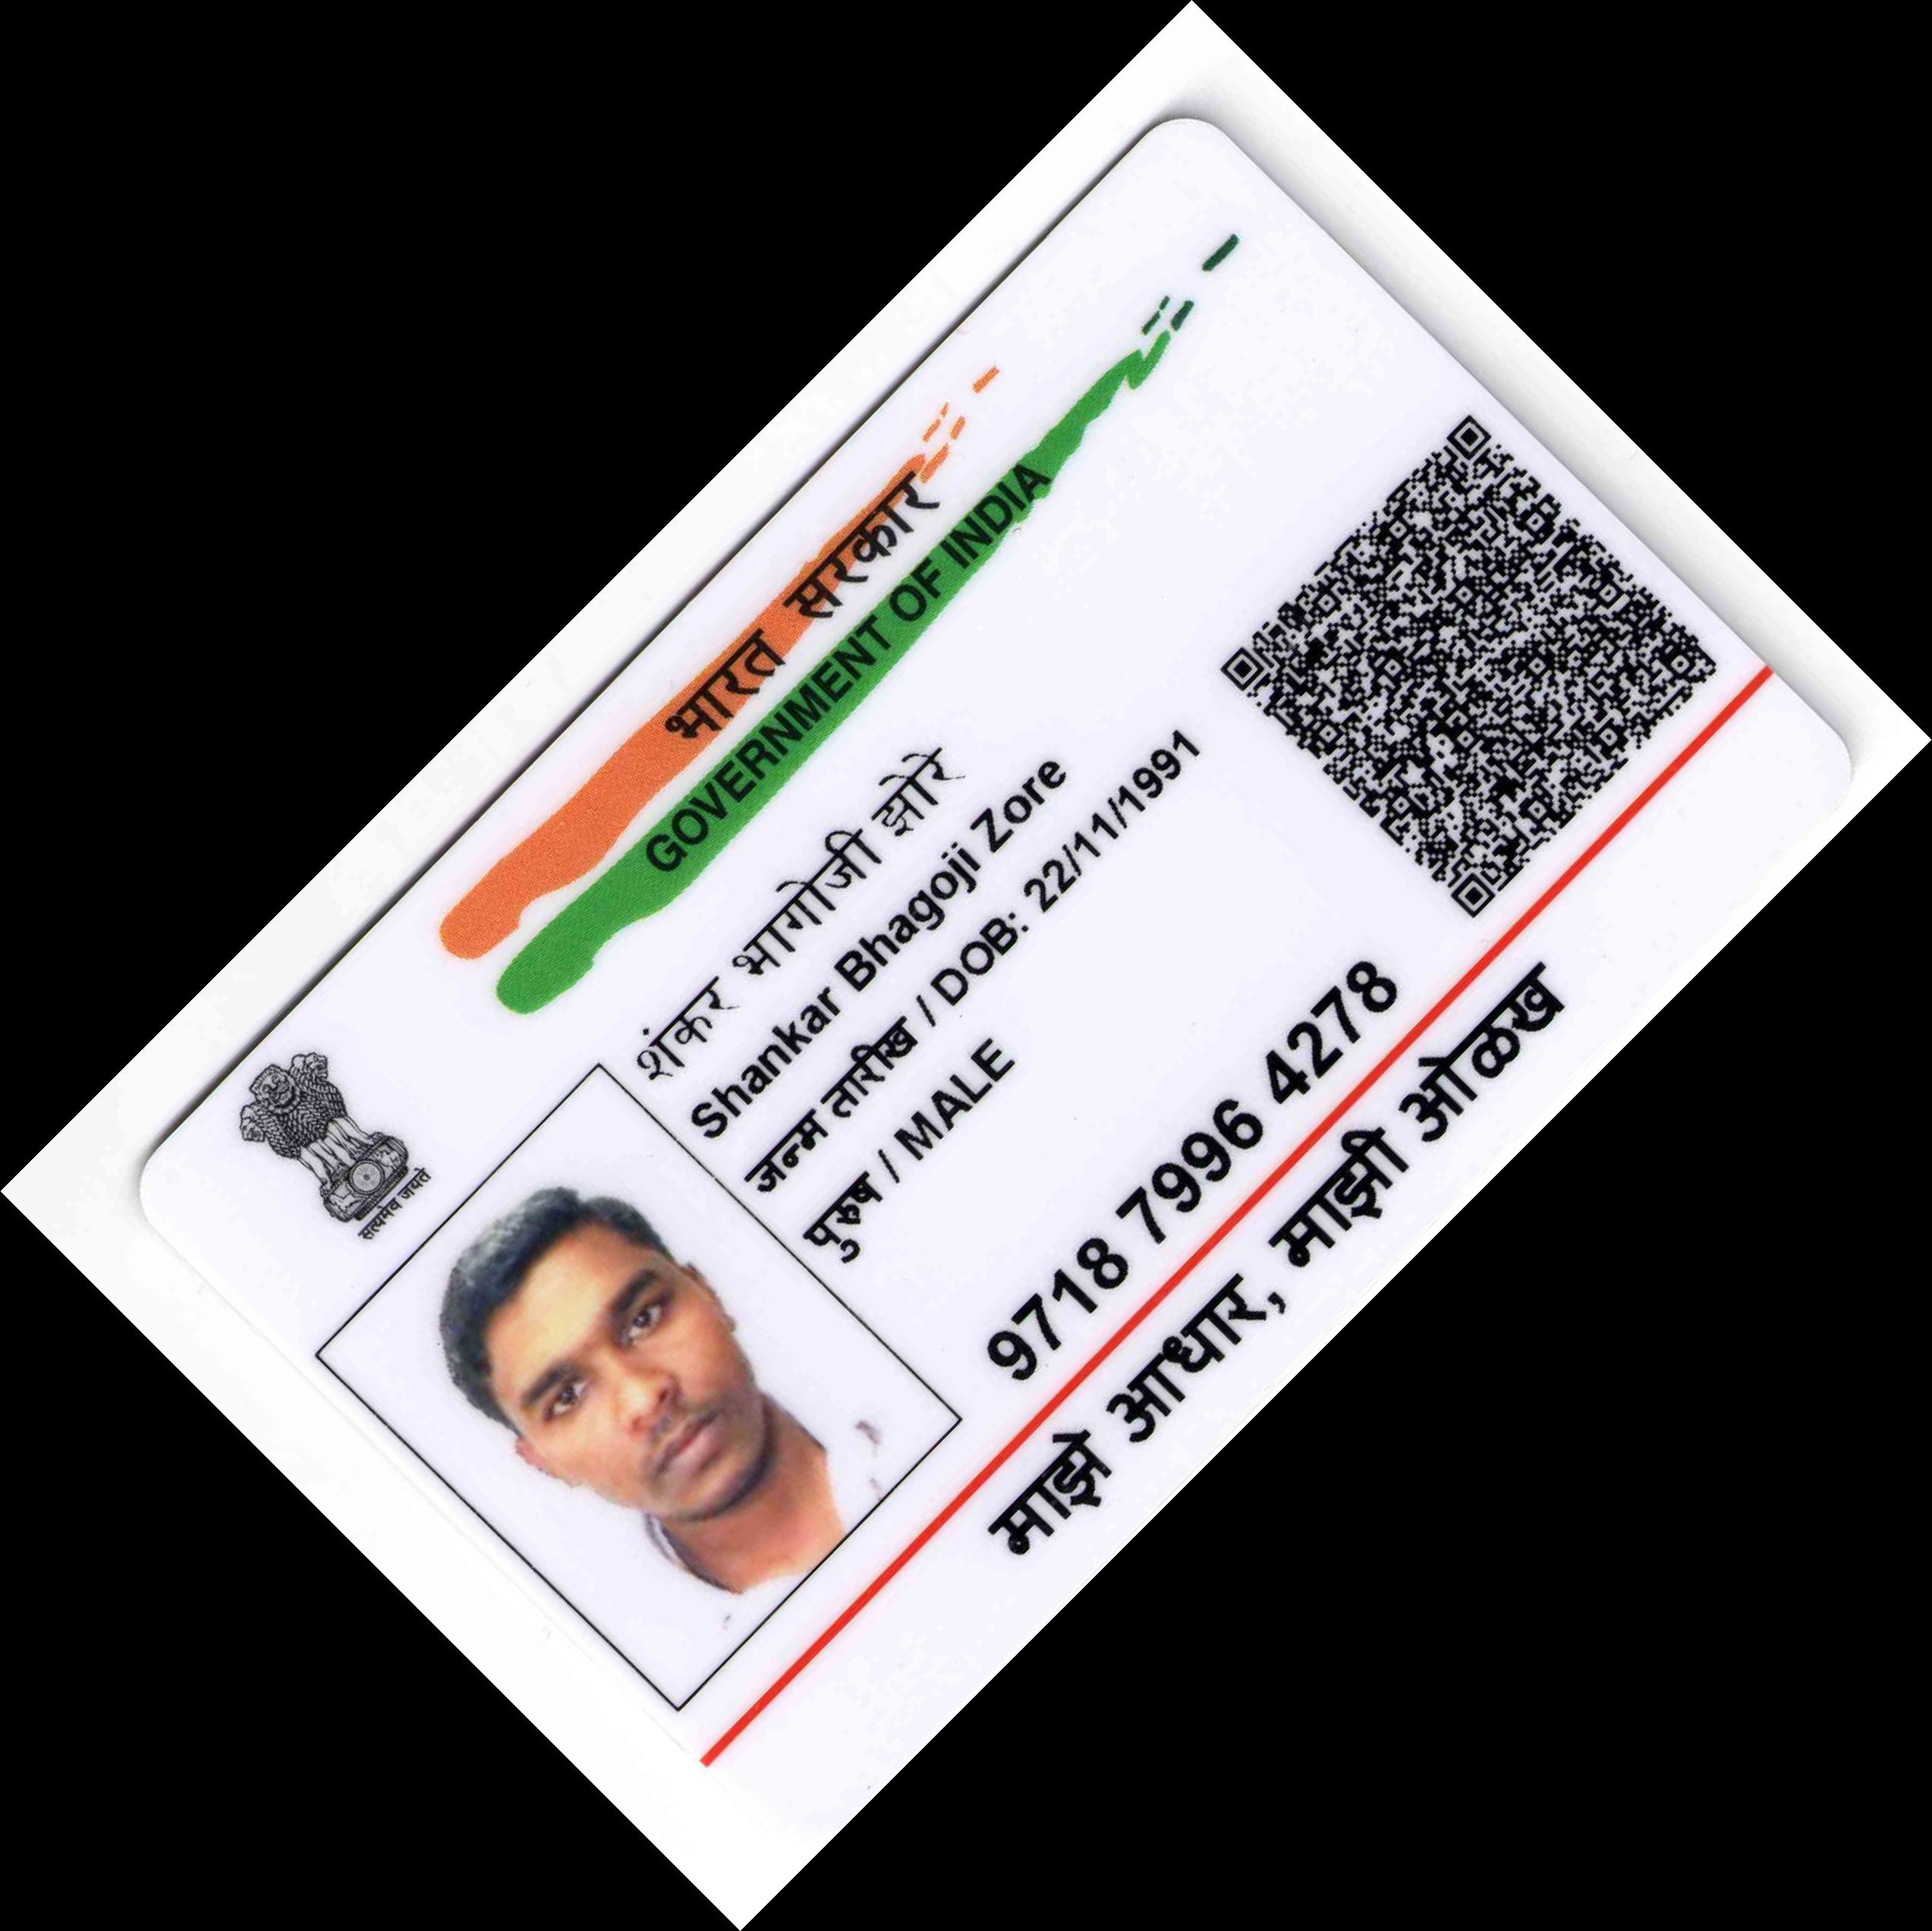 भारत सरकार
GOVERNMENT OF INDIA
सत्यमेव जयते
शंकर भागोजी झोरे
Shankar Bhagoji Zore
जन्म तारीख / DOB: 22/11/1991
पुरुष / MALE
9718 7996 4278
माझे आधार, माझी ओळख